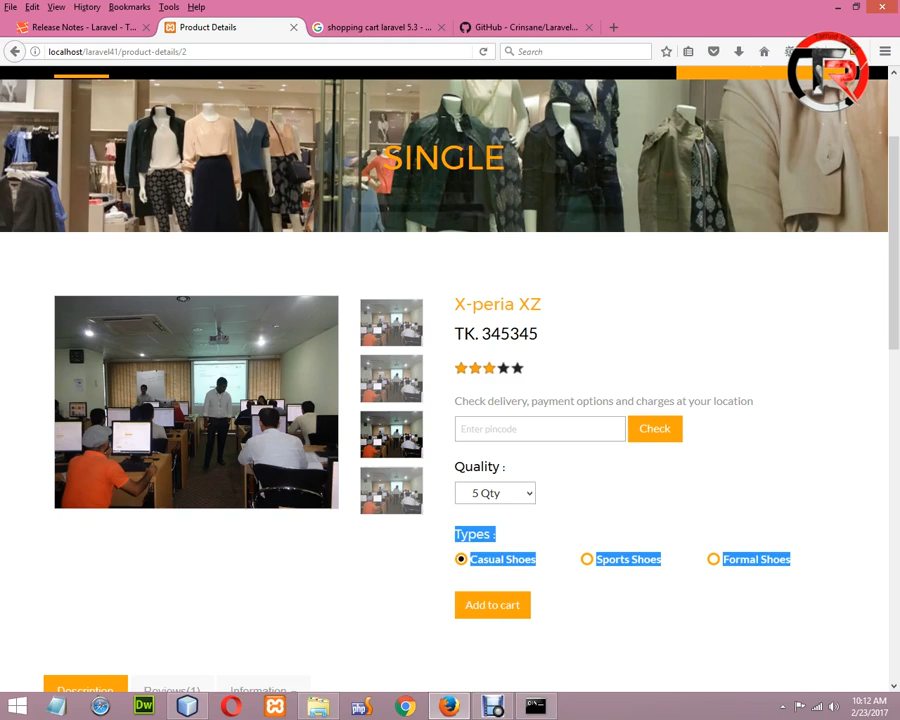 File Edit View History Bookmarks Tools Help
Release Notes - Laravel - T...
Product Details
shopping cart laravel 5.3 - ...
GitHub - Crinsane/Laravel...
localhost/laravel41/product-details/2
Search
TR
SINGLE
X-peria XZ
TK. 345345
Check delivery, payment options and charges at your location
Enter pincode
Check
Quality :
5 Qty
Types :
Casual Shoes Sports Shoes Formal Shoes
Add to cart
Description Reviews(1) Information
Dw
php
10:12 AM
2/23/2017